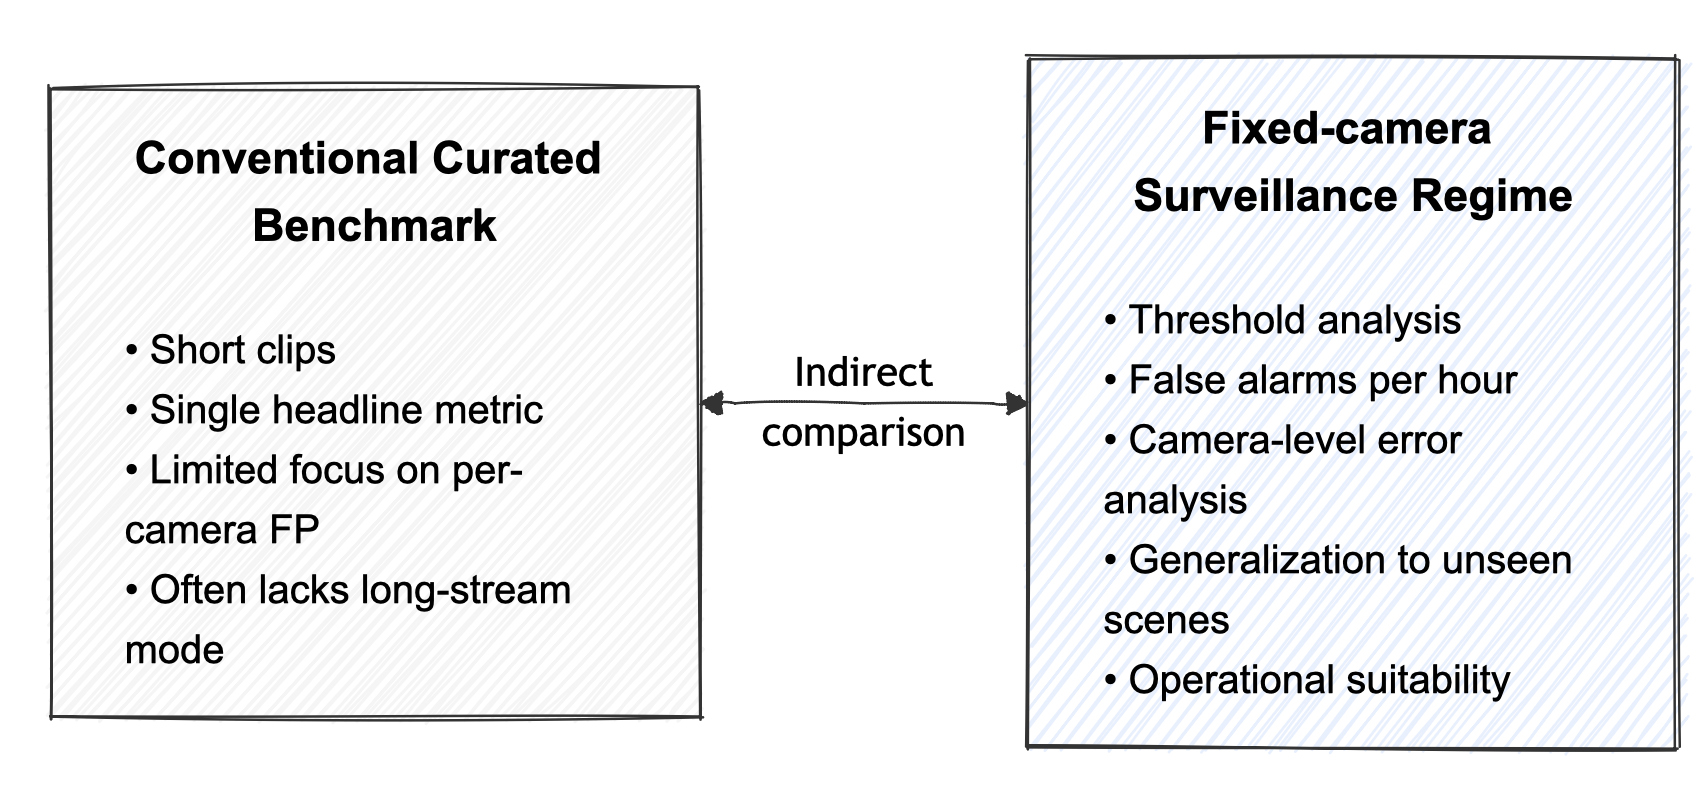 Conventional Curated
Benchmark
• Short clips
• Single headline metric
• Limited focus on per-
camera FP
• Often lacks long-stream
mode
Indirect
comparison
Fixed-camera
Surveillance Regime
• Threshold analysis
• False alarms per hour
• Camera-level error
analysis
• Generalization to unseen
scenes
• Operational suitability